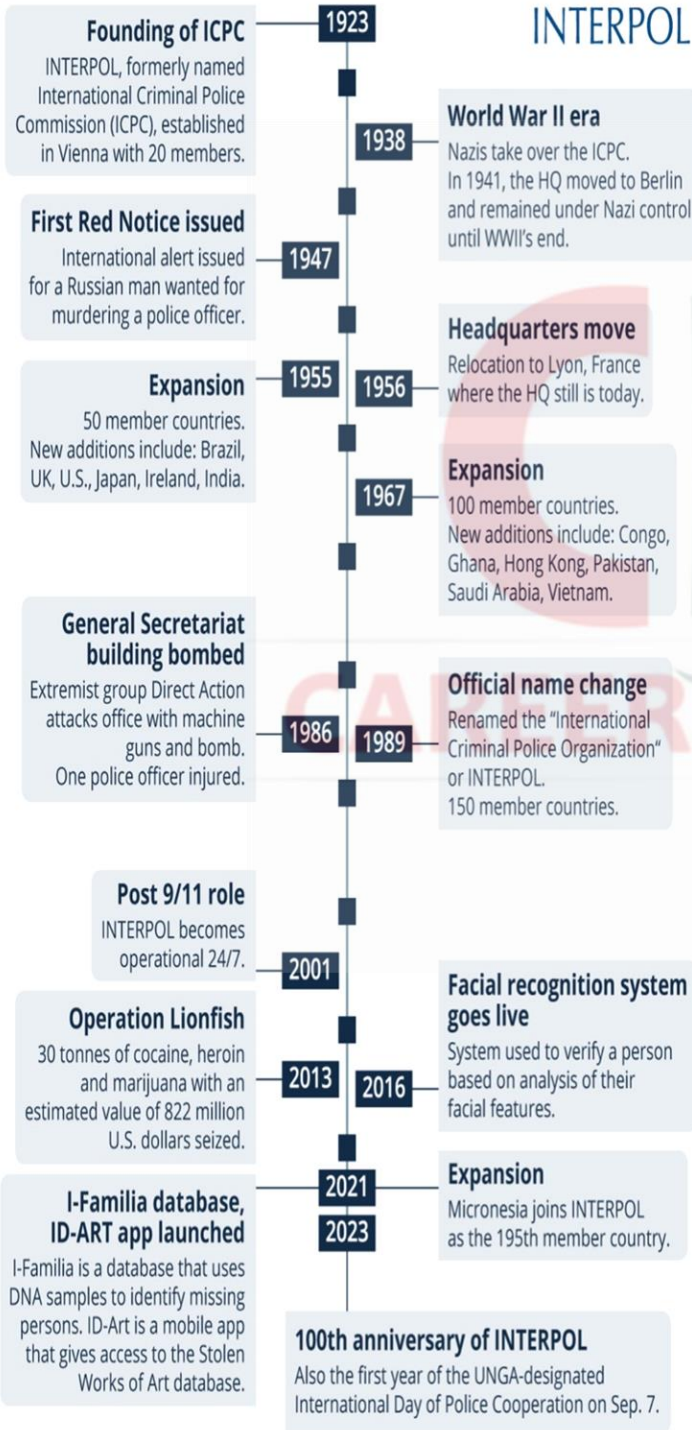 INTERPOL
1923
Founding of ICPC
INTERPOL, formerly named
International Criminal Police
Commission (ICPC), established
in Vienna with 20 members.
1938
World War II era
Nazis take over the ICPC.
In 1941, the HQ moved to Berlin
and remained under Nazi control
until WWII's end.
1947
First Red Notice issued
International alert issued
for a Russian man wanted for
murdering a police officer.
1955
Expansion
50 member countries.
New additions include: Brazil,
UK, U.S., Japan, Ireland, India.
1956
Headquarters move
Relocation to Lyon, France
where the HQ still is today.
1967
Expansion
100 member countries.
New additions include: Congo,
Ghana, Hong Kong, Pakistan,
Saudi Arabia, Vietnam.
1986
General Secretariat
building bombed
Extremist group Direct Action
attacks office with machine
guns and bomb.
One police officer injured.
1989
Official name change
Renamed the "International
Criminal Police Organization"
or INTERPOL.
150 member countries.
CAREER
2001
Post 9/11 role
INTERPOL becomes
operational 24/7.
2013
Operation Lionfish
30 tonnes of cocaine, heroin
and marijuana with an
estimated value of 822 million
U.S. dollars seized.
2016
Facial recognition system
goes live
System used to verify a person
based on analysis of their
facial features.
2021
I-Familia database,
ID-ART app launched
I-Familia is a database that uses
DNA samples to identify missing
persons. ID-Art is a mobile app
that gives access to the Stolen
Works of Art database.
Expansion
Micronesia joins INTERPOL
as the 195th member country.
2023
100th anniversary of INTERPOL
Also the first year of the UNGA-designated
International Day of Police Cooperation on Sep. 7.